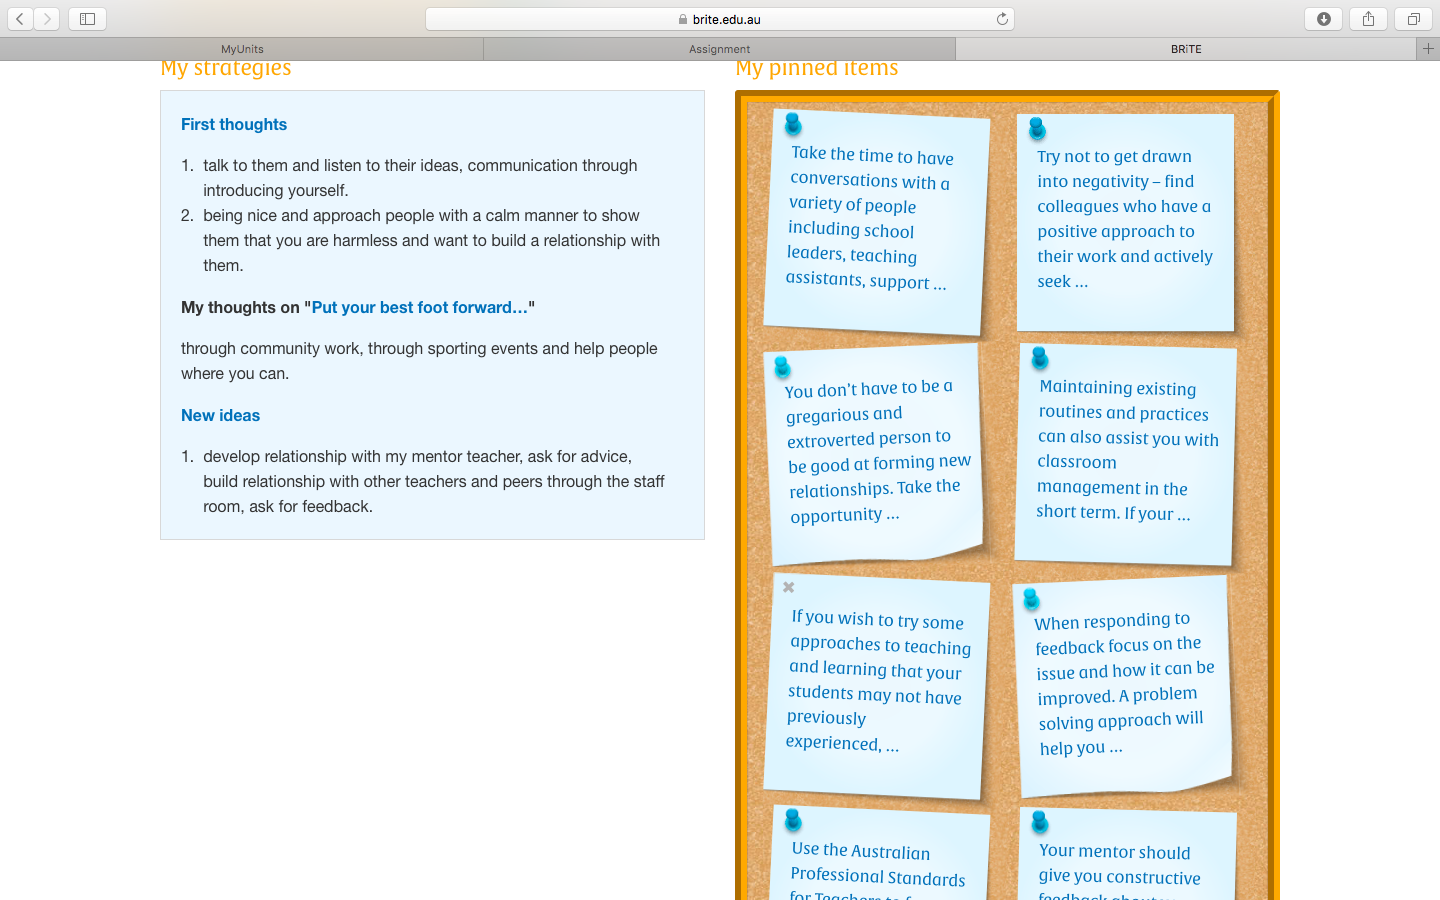 brite.edu.au
MyUnits
Assignment
BRiTE
My strategies
First thoughts
1. talk to them and listen to their ideas, communication through
introducing yourself.
2. being nice and approach people with a calm manner to show
them that you are harmless and want to build a relationship with
them.
My thoughts on "Put your best foot forward…"
through community work, through sporting events and help people
where you can.
New ideas
1. develop relationship with my mentor teacher, ask for advice,
build relationship with other teachers and peers through the staff
room, ask for feedback.
My pinned items
Take the time to have
conversations with a
variety of people
including school
leaders, teaching
assistants, support ...
Try not to get drawn
into negativity – find
colleagues who have a
positive approach to
their work and actively
seek ...
You don't have to be a
gregarious and
extroverted person to
be good at forming new
relationships. Take the
opportunity ...
Maintaining existing
routines and practices
can also assist you with
classroom
management in the
short term. If your ...
If you wish to try some
approaches to teaching
and learning that your
students may not have
previously
experienced, ...
When responding to
feedback focus on the
issue and how it can be
improved. A problem
solving approach will
help you ...
Use the Australian
Professional Standards
for Teachers to
Your mentor should
give you constructive
feedback about